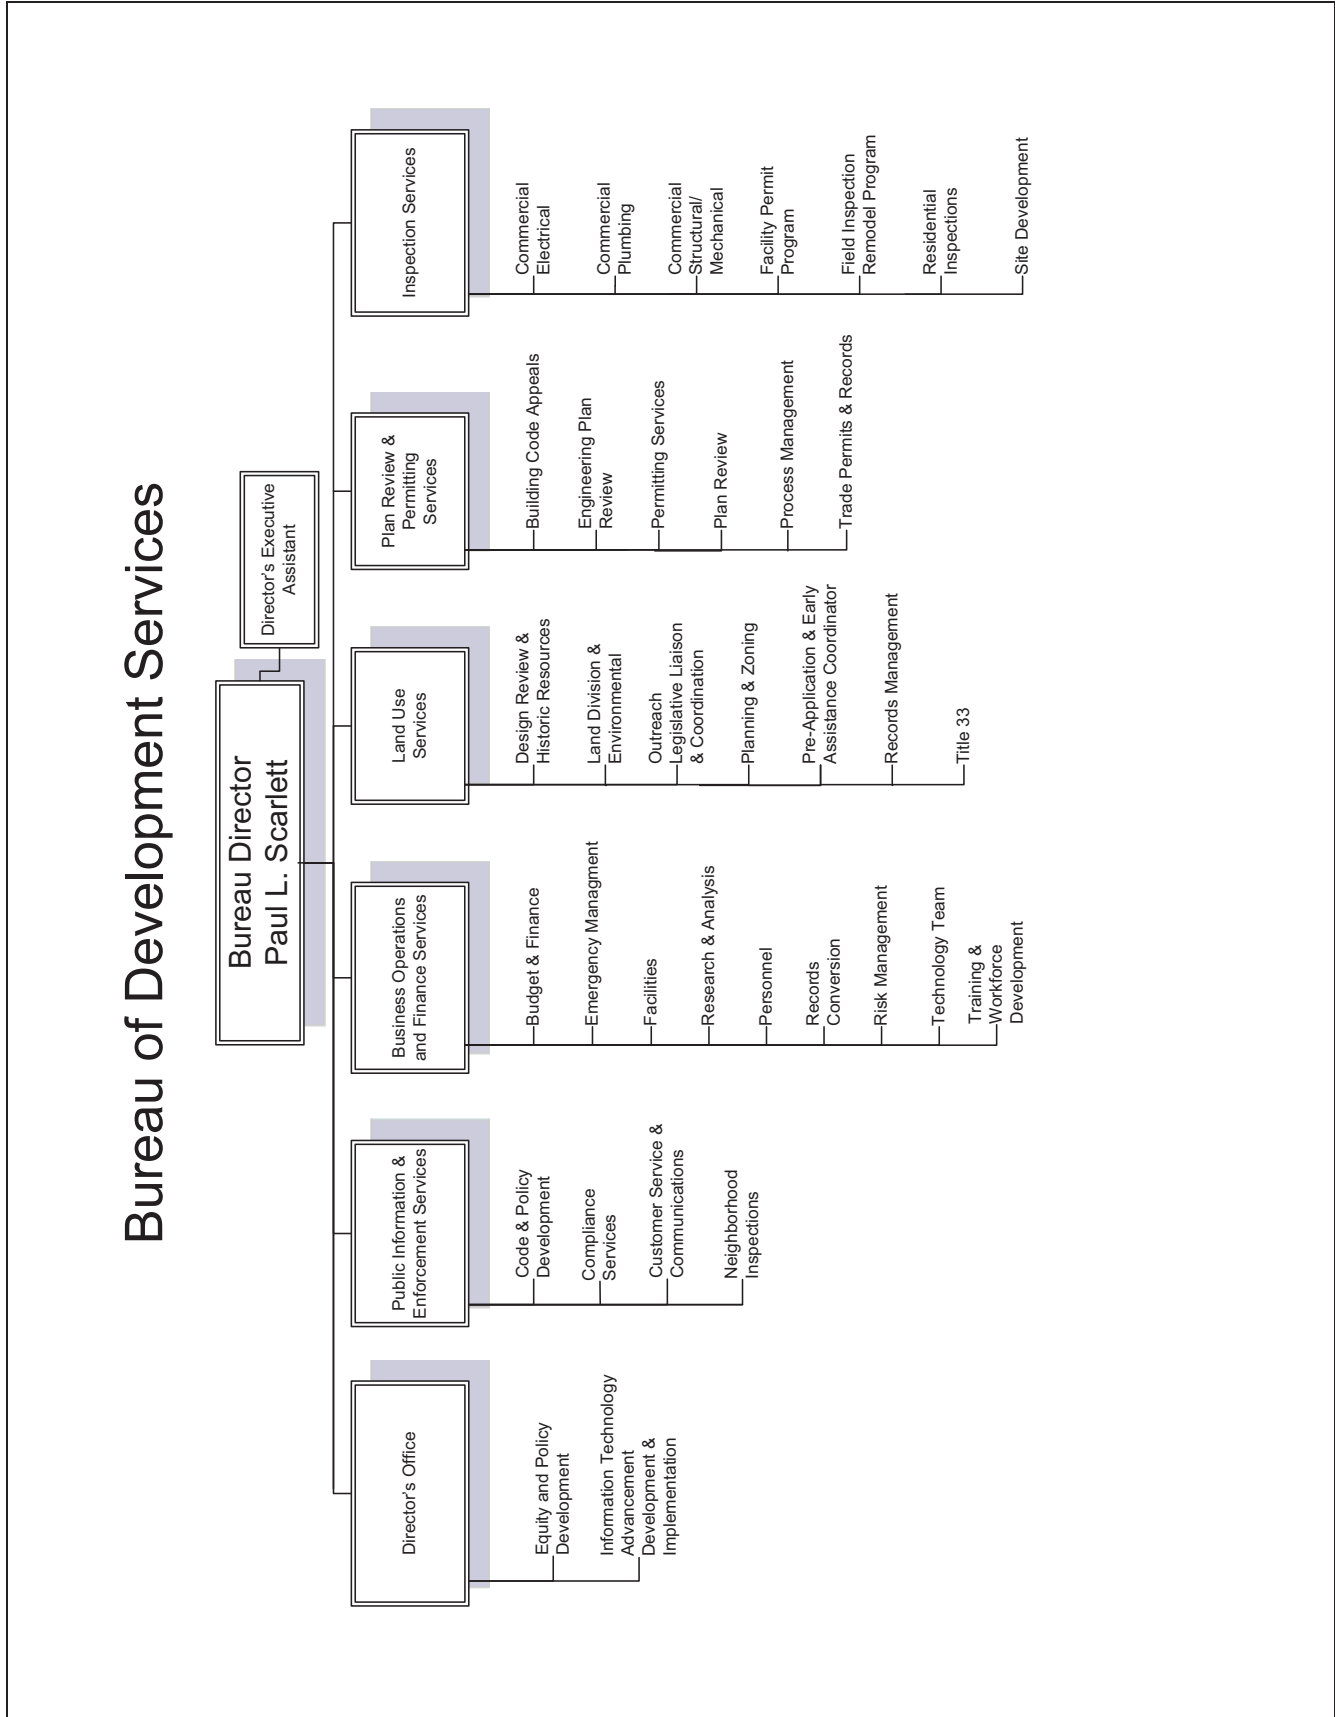 Bureau of Development Services
Bureau Director
Paul L. Scarlett
Director's Executive
Assistant
Director's Office
Equity and Policy
Development
Information Technology
Advancement
Development &
Implementation
Public Information &
Enforcement Services
Code & Policy
Development
Compliance
Services
Customer Service &
Communications
Neighborhood
Inspections
Business Operations
and Finance Services
Budget & Finance
Emergency Managment
Facilities
Research & Analysis
Personnel
Records
Conversion
Risk Management
Technology Team
Training &
Workforce
Development
Land Use
Services
Design Review &
Historic Resources
Land Division &
Environmental
Outreach
Legislative Liaison
& Coordination
Planning & Zoning
Pre-Application & Early
Assistance Coordinator
Records Management
Title 33
Plan Review &
Permitting
Services
Building Code Appeals
Engineering Plan
Review
Permitting Services
Plan Review
Process Management
Trade Permits & Records
Inspection Services
Commercial
Electrical
Commercial
Plumbing
Commercial
Structural/
Mechanical
Facility Permit
Program
Field Inspection
Remodel Program
Residential
Inspections
Site Development